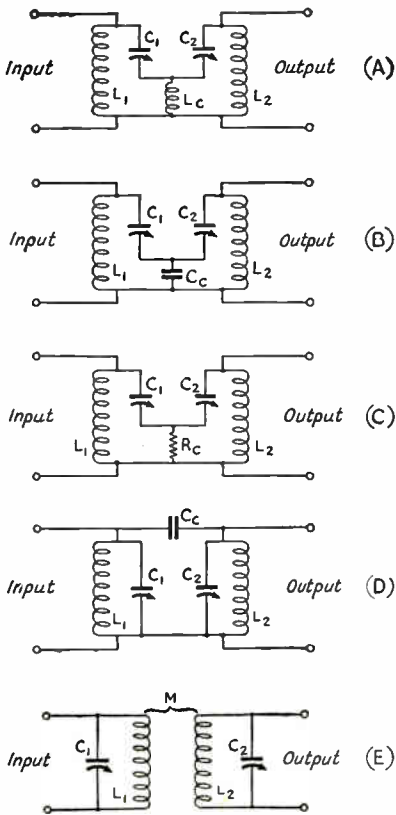 C1 C2
Input L1 Lc L2 Output (A)
C1 C2
Input L1 Cc L2 Output (B)
C1 C2
Input L1 Rc L2 Output (C)
Cc
C1 C2
Input L1 L2 Output (D)
M
Input C1 L1 L2 C2 Output (E)